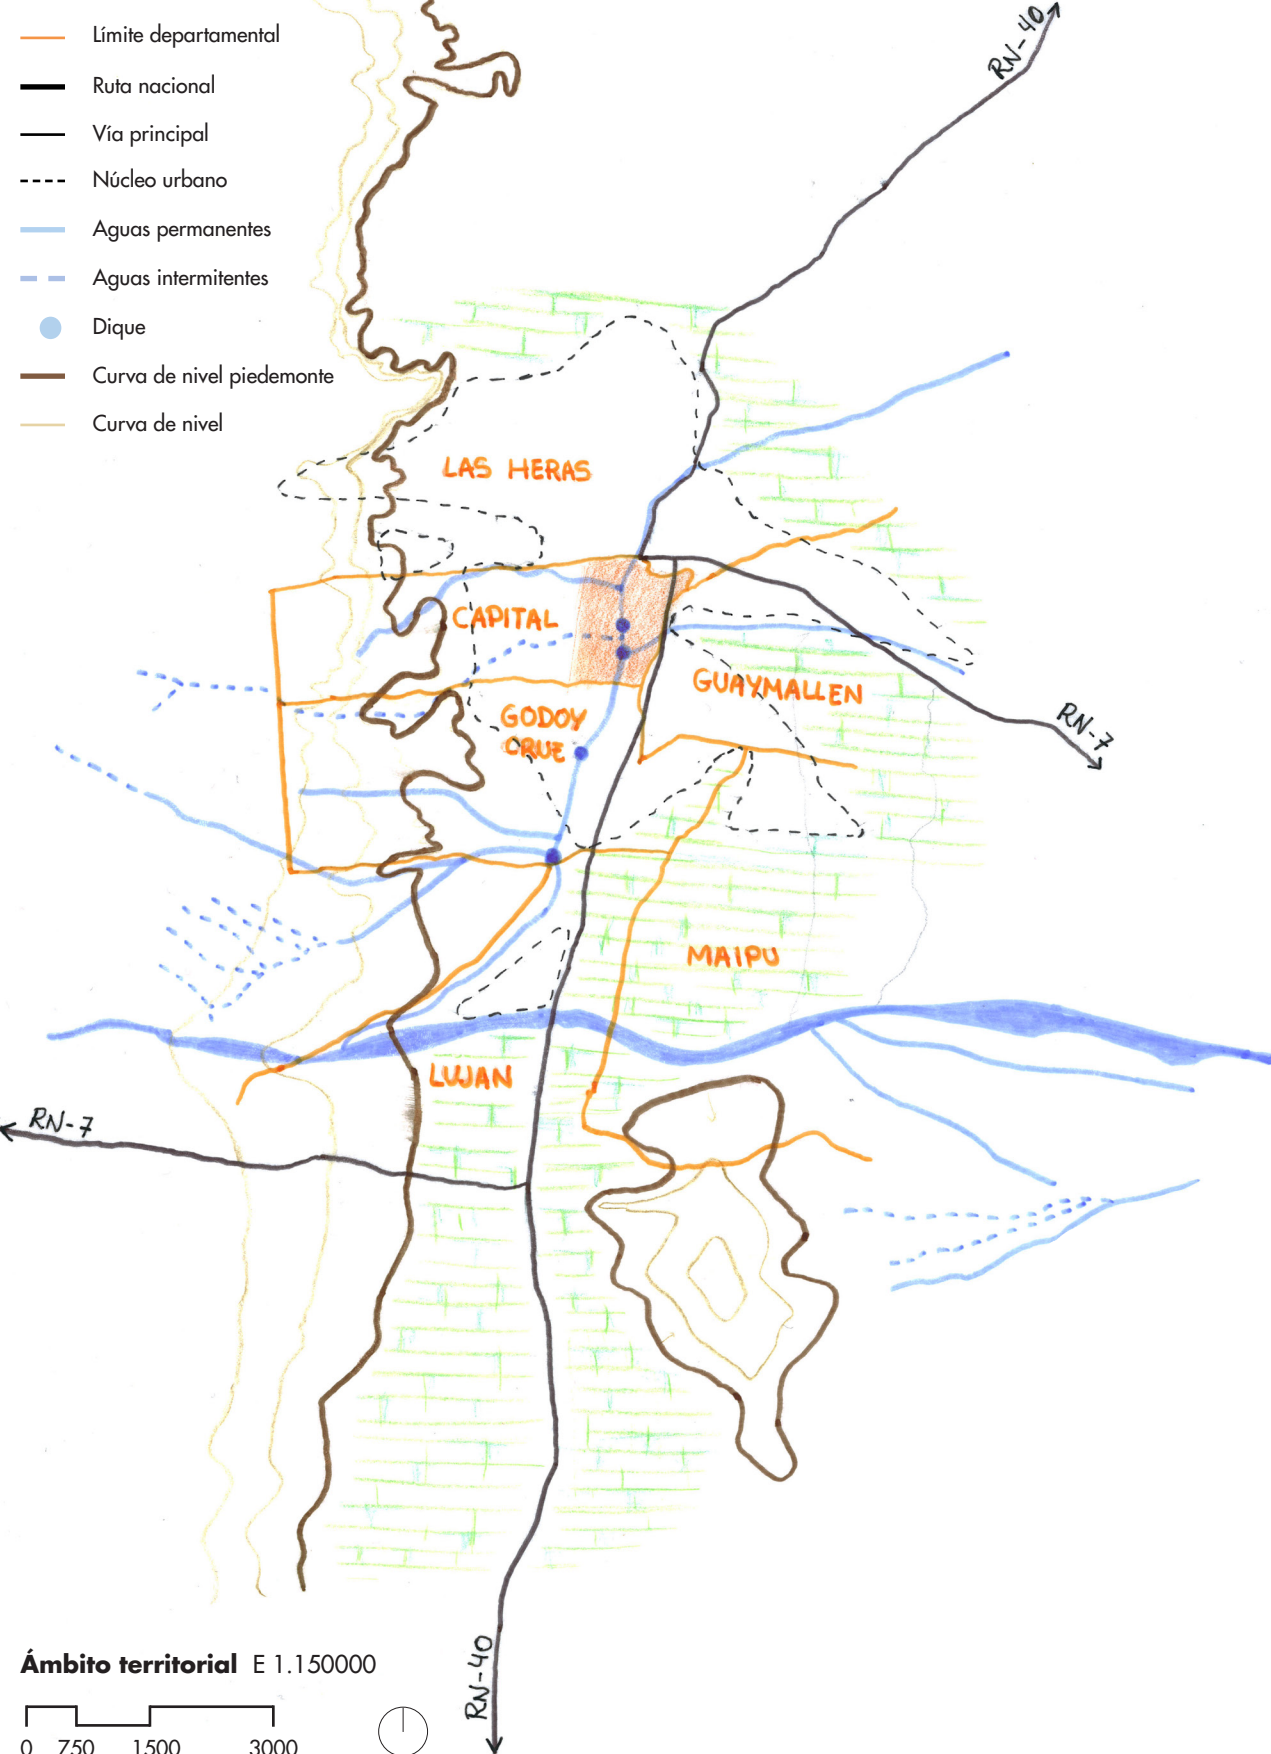 Límite departamental
Ruta nacional
Vía principal
Núcleo urbano
Aguas permanentes
Aguas intermitentes
Dique
Curva de nivel piedemonte
Curva de nivel
RN-40
LAS HERAS
CAPITAL
GUAYMALLEN
GODOY
CRUZ
RN-7
MAIPU
LUJAN
RN-7
RN-40
Ámbito territorial E 1.150000
0 750 1.500 3000